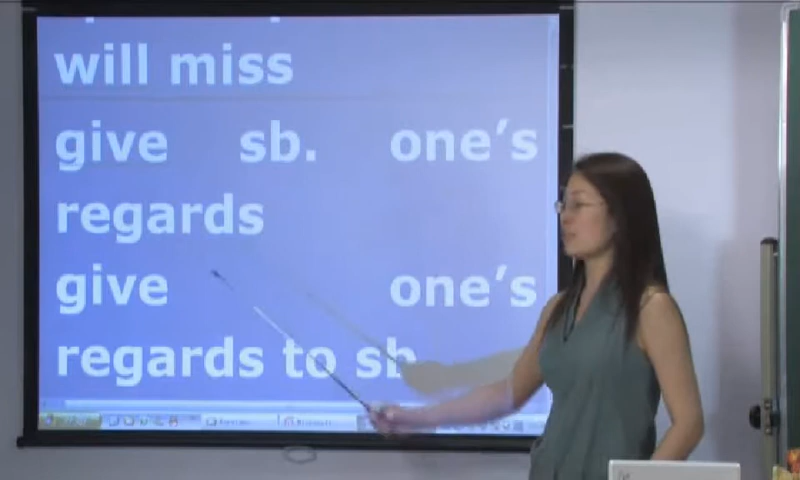 will miss
give sb. one's
regards
give one's
regards to sb